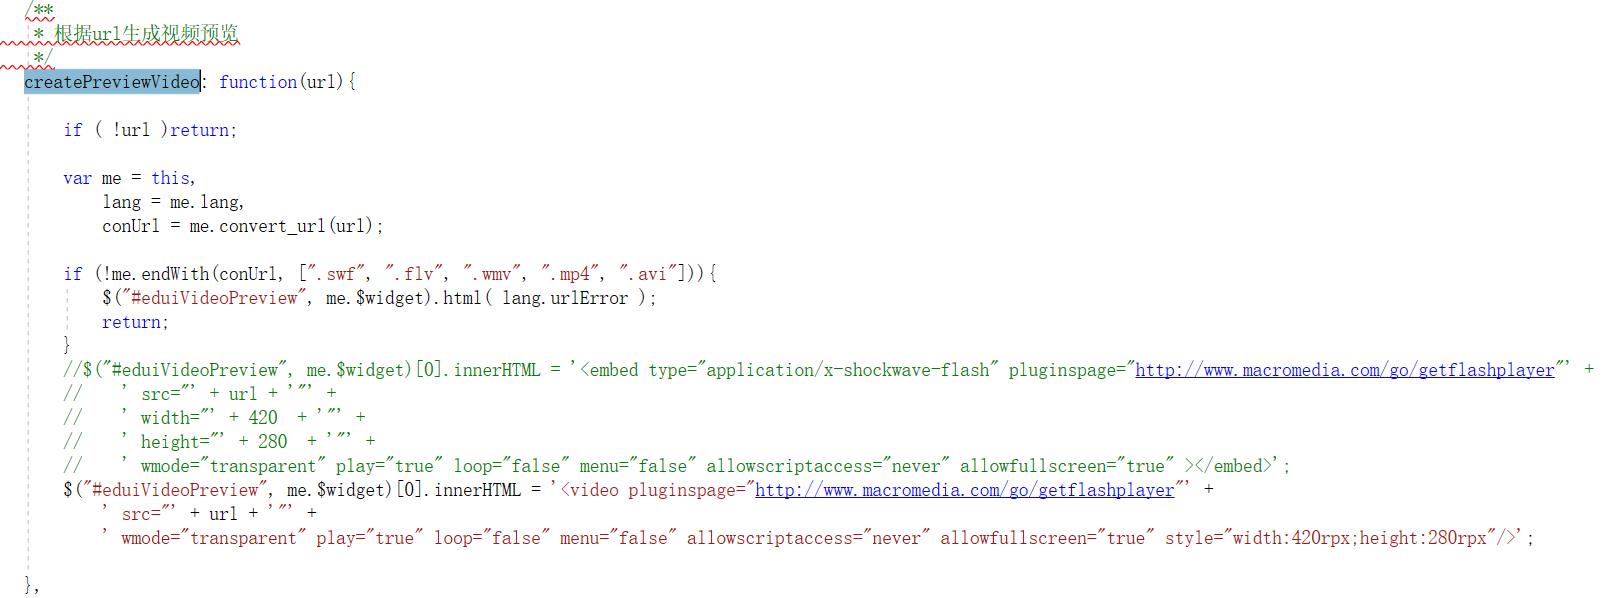 /**
* 根据url生成视频预览
*/
createPreviewVideo: function(url){
if ( !url )return;
var me = this,
lang = me.lang,
conUrl = me.convert_url(url);
if (!me.endWith(conUrl, [".swf", ".flv", ".wmv", ".mp4", ".avi"])){
$("#eduiVideoPreview", me.$widget).html( lang.urlError );
return;
}
//$("#eduiVideoPreview", me.$widget)[0].innerHTML = '<embed type="application/x-shockwave-flash" pluginspage="http://www.macromedia.com/go/getflashplayer"' +
//    ' src="' + url + '"' +
//    ' width="' + 420  + '"' +
//    ' height="' + 280  + '"' +
//    ' wmode="transparent" play="true" loop="false" menu="false" allowscriptaccess="never" allowfullscreen="true" ></embed>';
$("#eduiVideoPreview", me.$widget)[0].innerHTML = '<video pluginspage="http://www.macromedia.com/go/getflashplayer"' +
' src="' + url + '"' +
' wmode="transparent" play="true" loop="false" menu="false" allowscriptaccess="never" allowfullscreen="true" style="width:420rpx;height:280rpx"/>';
},